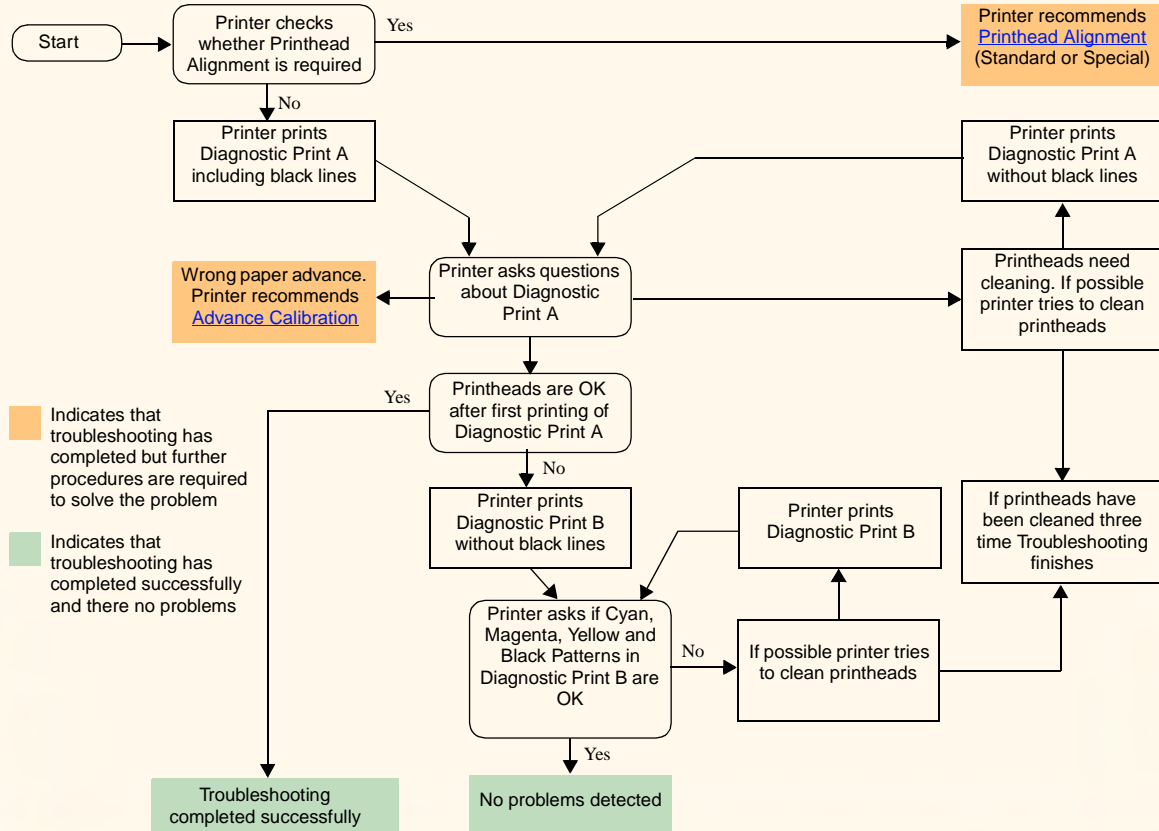 Start
Printer checks
whether Printhead
Alignment is required
Yes
Printer recommends
Printhead Alignment
(Standard or Special)
No
Printer prints
Diagnostic Print A
including black lines
Printer prints
Diagnostic Print A
without black lines
Wrong paper advance.
Printer recommends
Advance Calibration
Printer asks questions
about Diagnostic
Print A
Printheads need
cleaning. If possible
printer tries to clean
printheads
Yes
Printheads are OK
after first printing of
Diagnostic Print A
Indicates that
troubleshooting has
completed but further
procedures are required
to solve the problem
No
Printer prints
Diagnostic Print B
without black lines
Printer prints
Diagnostic Print B
If printheads have
been cleaned three
time Troubleshooting
finishes
Indicates that
troubleshooting has
completed successfully
and there no problems
Printer asks if Cyan,
Magenta, Yellow and
Black Patterns in
Diagnostic Print B are
OK
No
If possible printer tries
to clean printheads
Yes
Troubleshooting
completed successfully
No problems detected